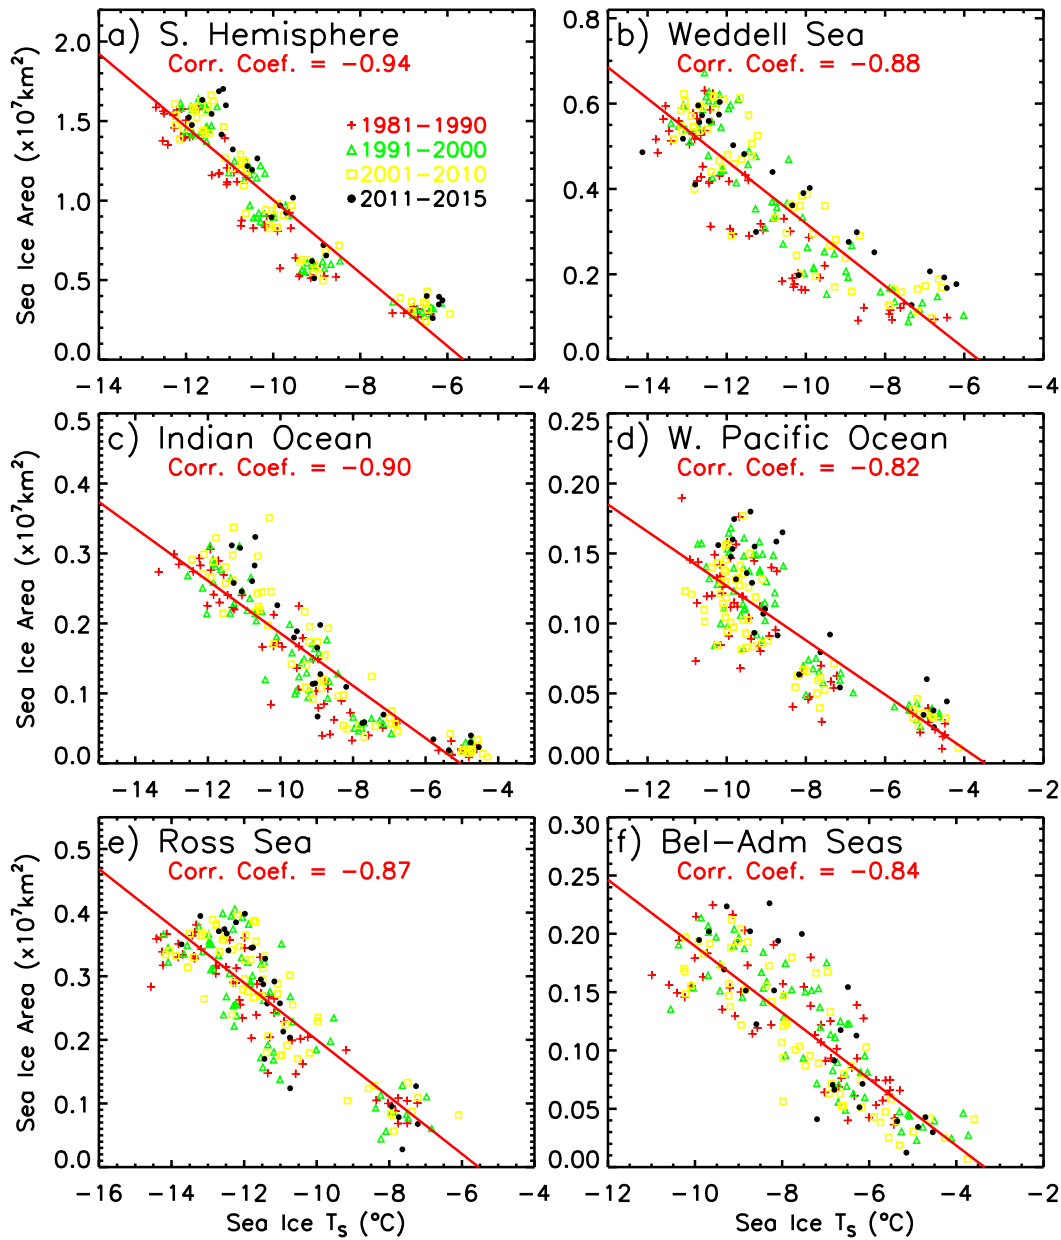 a) S. Hemisphere
Corr. Coef. = −0.94
+ 1981−1990
△ 1991−2000
□ 2001−2010
● 2011−2015
Sea Ice Area (x10⁷km²)
2.0
1.5
1.0
0.5
0.0
−14 −12 −10 −8 −6 −4
b) Weddell Sea
Corr. Coef. = −0.88
0.8
0.6
0.4
0.2
0.0
−14 −12 −10 −8 −6 −4
c) Indian Ocean
Corr. Coef. = −0.90
Sea Ice Area (x10⁷km²)
0.5
0.4
0.3
0.2
0.1
0.0
−14 −12 −10 −8 −6 −4
d) W. Pacific Ocean
Corr. Coef. = −0.82
0.25
0.20
0.15
0.10
0.05
0.00
−12 −10 −8 −6 −4 −2
e) Ross Sea
Corr. Coef. = −0.87
Sea Ice Area (x10⁷km²)
0.5
0.4
0.3
0.2
0.1
0.0
−16 −14 −12 −10 −8 −6 −4
Sea Ice Tₛ (°C)
f) Bel−Adm Seas
Corr. Coef. = −0.84
0.30
0.25
0.20
0.15
0.10
0.05
0.00
−12 −10 −8 −6 −4 −2
Sea Ice Tₛ (°C)